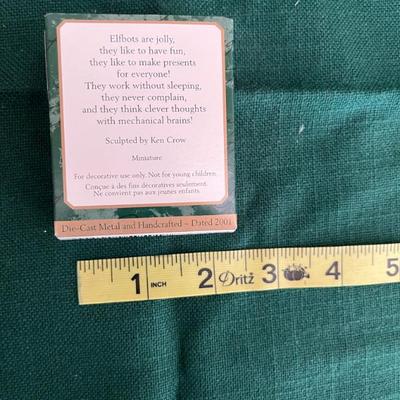 Elfbots are jolly,
they like to have fun,
they like to make presents
for everyone!
They work without sleeping,
they never complain,
and they think clever thoughts
with mechanical brains!
Sculpted by Ken Crow
Miniature
For decorative use only. Not for young children.
Conçue à des fins décoratives seulement.
Ne convient pas aux jeunes enfants.
Die-Cast Metal and Handcrafted – Dated 2001
1 INCH 2 Dritz 3 4 5